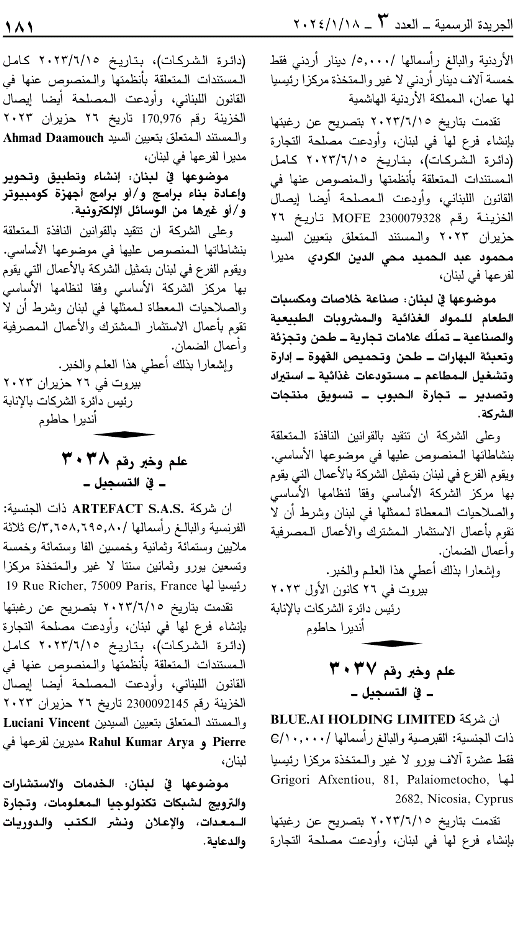 الجريدة الرسمية ــ العدد ٣ ــ ٢٠٢٤/١/١٨
١٨١
الأردنية والبالغ رأسمالها /٥,٠٠٠/ دينار أردني فقط
خمسة آلاف دينار أردني لا غير والمتخذة مركزا رئيسيا
لها عمان، المملكة الأردنية الهاشمية
تقدمت بتاريخ ٢٠٢٣/٦/١٥ بتصريح عن رغبتها
بإنشاء فرع لها في لبنان، وأودعت مصلحة التجارة
(دائرة الشركات)، بتاريخ ٢٠٢٣/٦/١٥ كامل
المستندات المتعلقة بأنظمتها والمنصوص عنها في
القانون اللبناني، وأودعت المصلحة أيضا إيصال
الخزينة رقم MOFE 2300079328 تاريخ ٢٦
حزيران ٢٠٢٣ والمستند المتعلق بتعيين السيد
محمود عبد الحميد محي الدين الكردي مديرا
لفرعها في لبنان،
موضوعها في لبنان: صناعة خلاصات ومكسبات
الطعام للمواد الغذائية والمشروبات الطبيعية
والصناعية ــ تملّك علامات تجارية ــ طحن وتجزئة
وتعبئة البهارات ــ طحن وتحميص القهوة ــ إدارة
وتشغيل المطاعم ــ مستودعات غذائية ــ استيراد
وتصدير ــ تجارة الحبوب ــ تسويق منتجات
الشركة.
وعلى الشركة ان تتقيد بالقوانين النافذة المتعلقة
بنشاطاتها المنصوص عليها في موضوعها الأساسي.
ويقوم الفرع في لبنان بتمثيل الشركة بالأعمال التي يقوم
بها مركز الشركة الأساسي وفقا لنظامها الأساسي
والصلاحيات المعطاة لممثلها في لبنان وشرط أن لا
تقوم بأعمال الاستثمار المشترك والأعمال المصرفية
وأعمال الضمان.
وإشعارا بذلك أعطي هذا العلم والخبر.
بيروت في ٢٦ كانون الأول ٢٠٢٣
رئيس دائرة الشركات بالإنابة
أنديرا حاطوم
علم وخبر رقم ٣٠٣٧
ــ في التسجيل ــ
ان شركة BLUE.AI HOLDING LIMITED
ذات الجنسية: القبرصية والبالغ رأسمالها /١٠,٠٠٠/€
فقط عشرة آلاف يورو لا غير والمتخذة مركزا رئيسيا
لها Grigori Afxentiou, 81, Palaiometocho,
2682, Nicosia, Cyprus
تقدمت بتاريخ ٢٠٢٣/٦/١٥ بتصريح عن رغبتها
بإنشاء فرع لها في لبنان، وأودعت مصلحة التجارة
(دائرة الشركات)، بتاريخ ٢٠٢٣/٦/١٥ كامل
المستندات المتعلقة بأنظمتها والمنصوص عنها في
القانون اللبناني، وأودعت المصلحة أيضا إيصال
الخزينة رقم 170,976 تاريخ ٢٦ حزيران ٢٠٢٣
والمستند المتعلق بتعيين السيد Ahmad Daamouch
مديرا لفرعها في لبنان،
موضوعها في لبنان: إنشاء وتطبيق وتحوير
وإعادة بناء برامج و/أو برامج أجهزة كومبيوتر
و/أو غيرها من الوسائل الإلكترونية.
وعلى الشركة ان تتقيد بالقوانين النافذة المتعلقة
بنشاطاتها المنصوص عليها في موضوعها الأساسي.
ويقوم الفرع في لبنان بتمثيل الشركة بالأعمال التي يقوم
بها مركز الشركة الأساسي وفقا لنظامها الأساسي
والصلاحيات المعطاة لممثلها في لبنان وشرط أن لا
تقوم بأعمال الاستثمار المشترك والأعمال المصرفية
وأعمال الضمان.
وإشعارا بذلك أعطي هذا العلم والخبر.
بيروت في ٢٦ حزيران ٢٠٢٣
رئيس دائرة الشركات بالإنابة
أنديرا حاطوم
علم وخبر رقم ٣٠٣٨
ــ في التسجيل ــ
ان شركة ARTEFACT S.A.S. ذات الجنسية:
الفرنسية والبالغ رأسمالها /٣,٦٥٨,٦٩٥,٨٠/€ ثلاثة
ملايين وستمائة وثمانية وخمسين الفا وستمائة وخمسة
وتسعين يورو وثمانين سنتا لا غير والمتخذة مركزا
رئيسيا لها 19 Rue Richer, 75009 Paris, France
تقدمت بتاريخ ٢٠٢٣/٦/١٥ بتصريح عن رغبتها
بإنشاء فرع لها في لبنان، وأودعت مصلحة التجارة
(دائرة الشركات)، بتاريخ ٢٠٢٣/٦/١٥ كامل
المستندات المتعلقة بأنظمتها والمنصوص عنها في
القانون اللبناني، وأودعت المصلحة أيضا إيصال
الخزينة رقم 2300092145 تاريخ ٢٦ حزيران ٢٠٢٣
والمستند المتعلق بتعيين السيدين Luciani Vincent
Pierre و Rahul Kumar Arya مديرين لفرعها في
لبنان،
موضوعها في لبنان: الخدمات والاستشارات
والترويج لشبكات تكنولوجيا المعلومات، وتجارة
المعدات، والإعلان ونشر الكتب والدوريات
والدعاية.